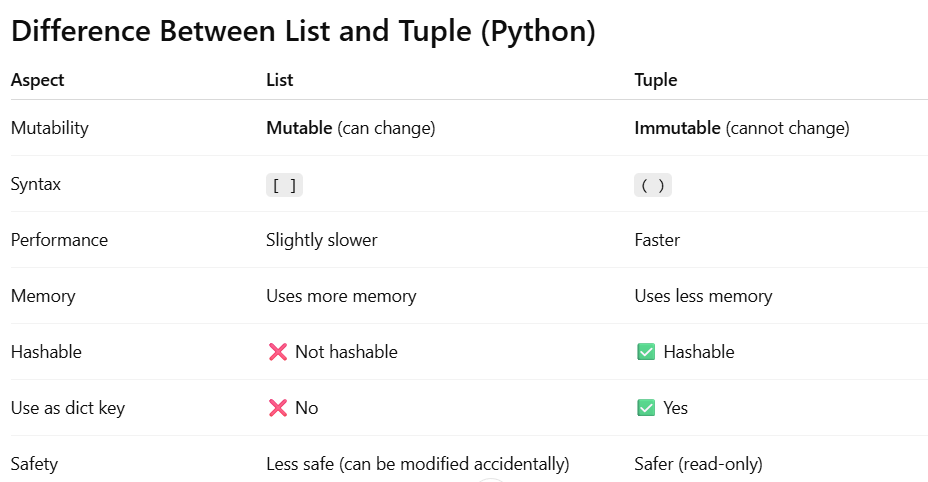 Difference Between List and Tuple (Python)
Aspect List Tuple
Mutability Mutable (can change) Immutable (cannot change)
Syntax [ ] ( )
Performance Slightly slower Faster
Memory Uses more memory Uses less memory
Hashable ❌ Not hashable ✅ Hashable
Use as dict key ❌ No ✅ Yes
Safety Less safe (can be modified accidentally) Safer (read-only)